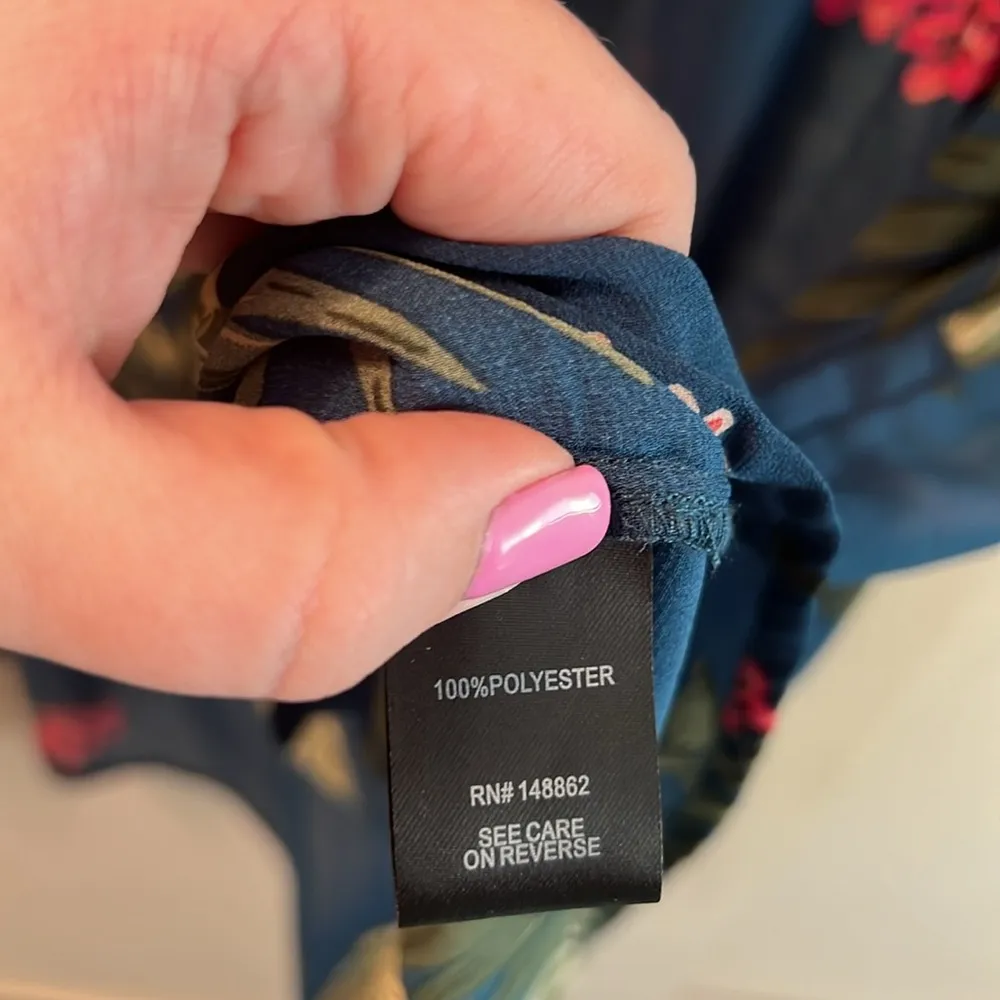 100%POLYESTER
RN# 148862
SEE CARE
ON REVERSE